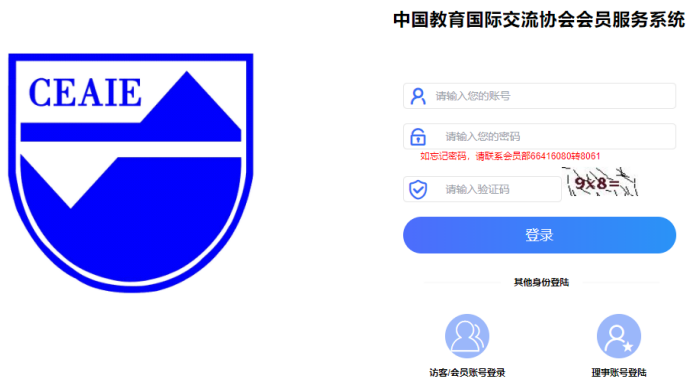 中国教育国际交流协会会员服务系统
CEAIE
请输入您的账号
请输入您的密码
如忘记密码，请联系会员部66416080转8061
请输入验证码
9x8=
登录
其他身份登陆
访客/会员账号登录
理事账号登陆